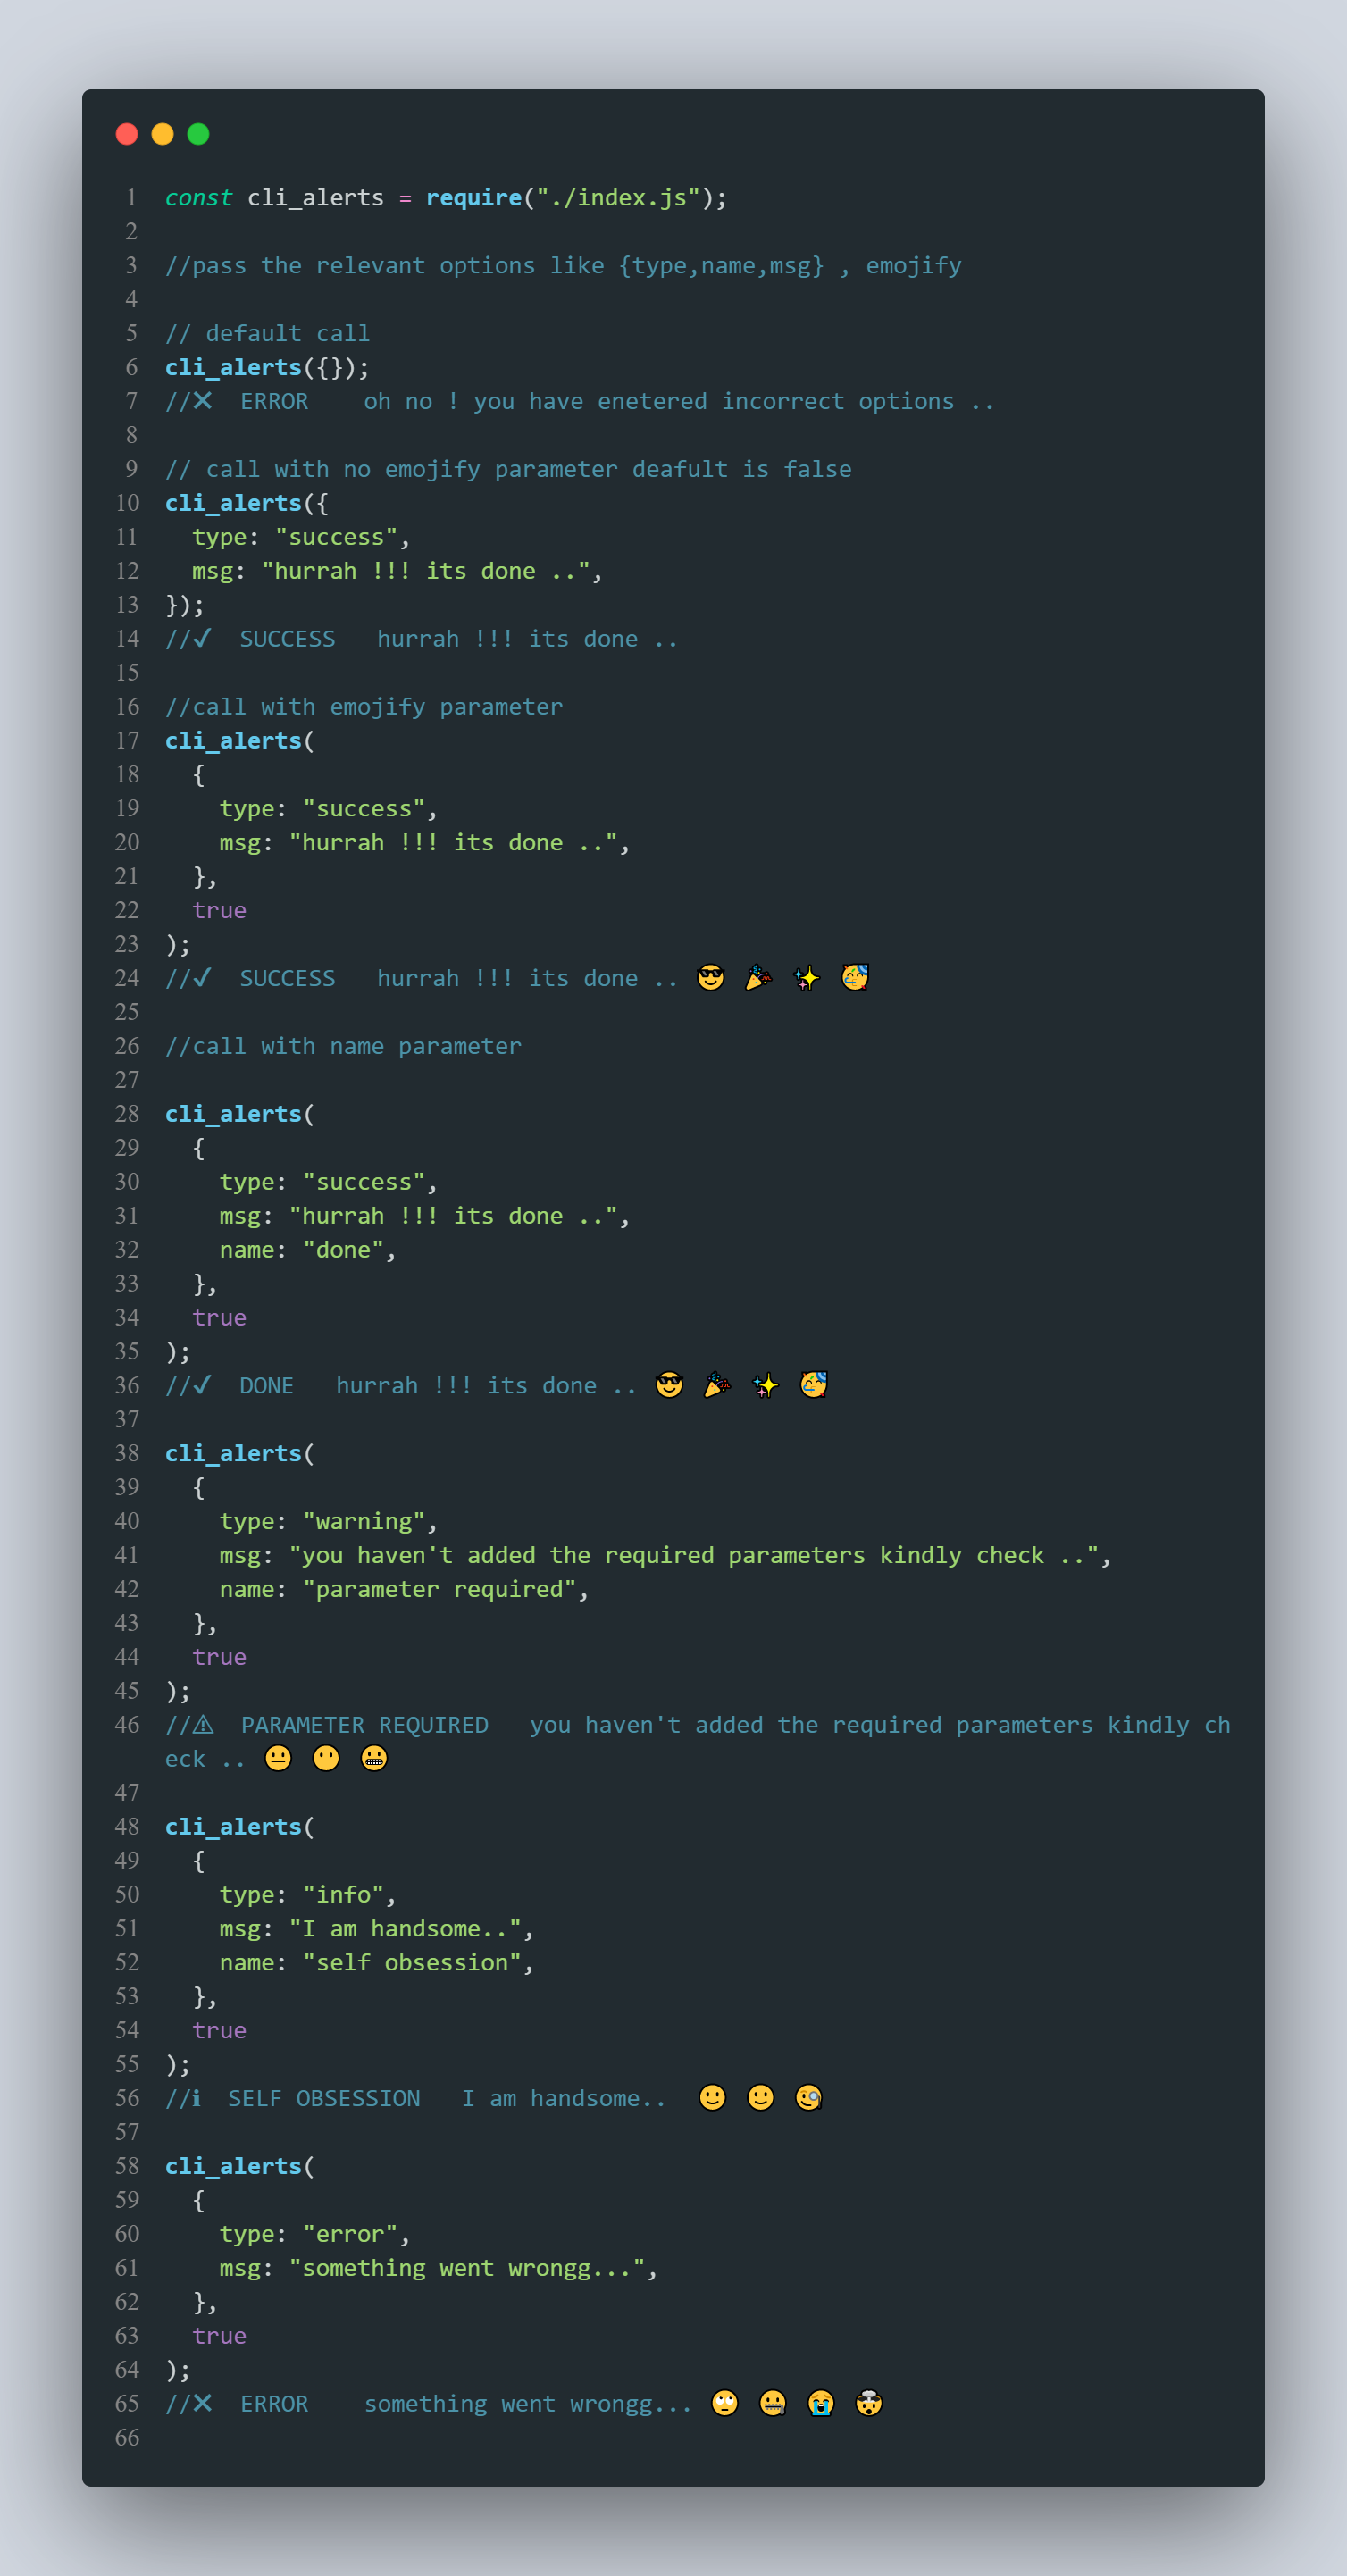 1 const cli_alerts = require("./index.js");
2
3 //pass the relevant options like {type,name,msg} , emojify
4
5 // default call
6 cli_alerts({});
7 //✖  ERROR    oh no ! you have enetered incorrect options ..
8
9 // call with no emojify parameter deafult is false
10 cli_alerts({
11   type: "success",
12   msg: "hurrah !!! its done ..",
13 });
14 //✔  SUCCESS   hurrah !!! its done ..
15
16 //call with emojify parameter
17 cli_alerts(
18   {
19     type: "success",
20     msg: "hurrah !!! its done ..",
21   },
22   true
23 );
24 //✔  SUCCESS   hurrah !!! its done .. 😎 🎉 ✨ 🥳
25
26 //call with name parameter
27
28 cli_alerts(
29   {
30     type: "success",
31     msg: "hurrah !!! its done ..",
32     name: "done",
33   },
34   true
35 );
36 //✔  DONE   hurrah !!! its done .. 😎 🎉 ✨ 🥳
37
38 cli_alerts(
39   {
40     type: "warning",
41     msg: "you haven't added the required parameters kindly check ..",
42     name: "parameter required",
43   },
44   true
45 );
46 //⚠  PARAMETER REQUIRED   you haven't added the required parameters kindly ch
eck .. 😐 😶 😬
47
48 cli_alerts(
49   {
50     type: "info",
51     msg: "I am handsome..",
52     name: "self obsession",
53   },
54   true
55 );
56 //ℹ  SELF OBSESSION   I am handsome..  🙂 🙂 🧐
57
58 cli_alerts(
59   {
60     type: "error",
61     msg: "something went wrongg...",
62   },
63   true
64 );
65 //✖  ERROR    something went wrongg... 🙄 🤐 😭 🤯
66